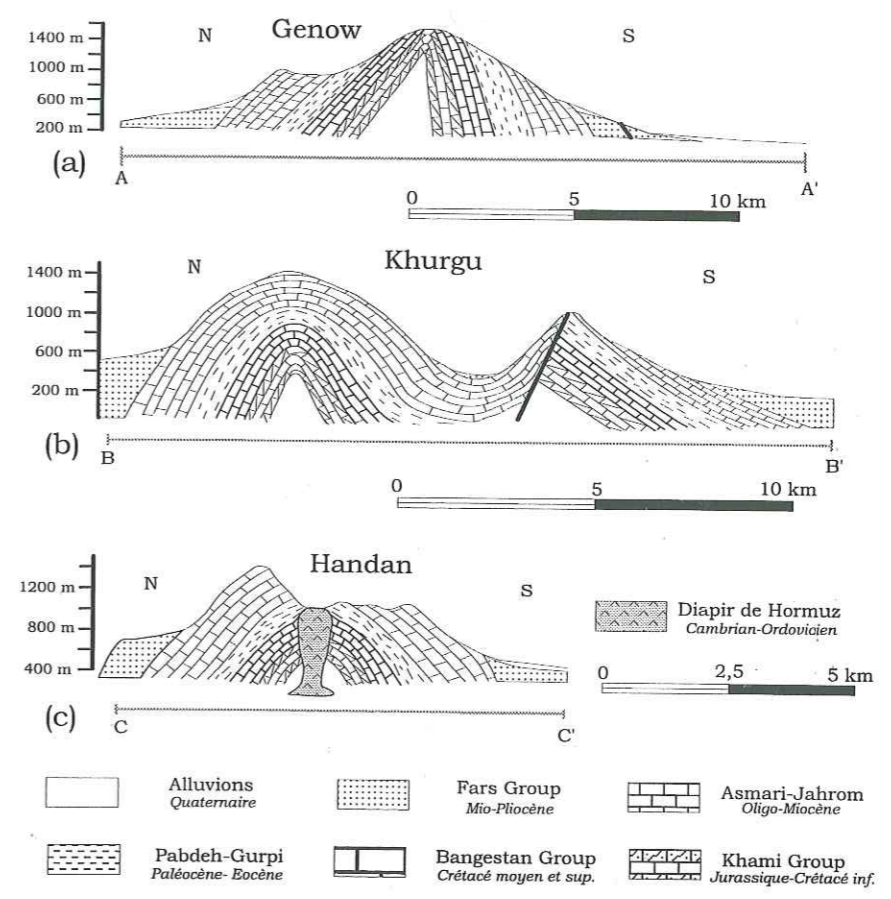 Genow
N
S
1400 m
1000 m
600 m
200 m
(a)
A
A'
0 5 10 km
Khurgu
N
S
1400 m
1000 m
600 m
200 m
(b)
B
B'
0 5 10 km
Handan
N
S
1200 m
800 m
400 m
(c)
C
C'
Diapir de Hormuz
Cambrian-Ordovicien
0 2,5 5 km
Alluvions
Quaternaire
Fars Group
Mio-Pliocène
Asmari-Jahrom
Oligo-Miocène
Pabdeh-Gurpi
Paléocène- Eocène
Bangestan Group
Crétacé moyen et sup.
Khami Group
Jurassique-Crétacé inf.